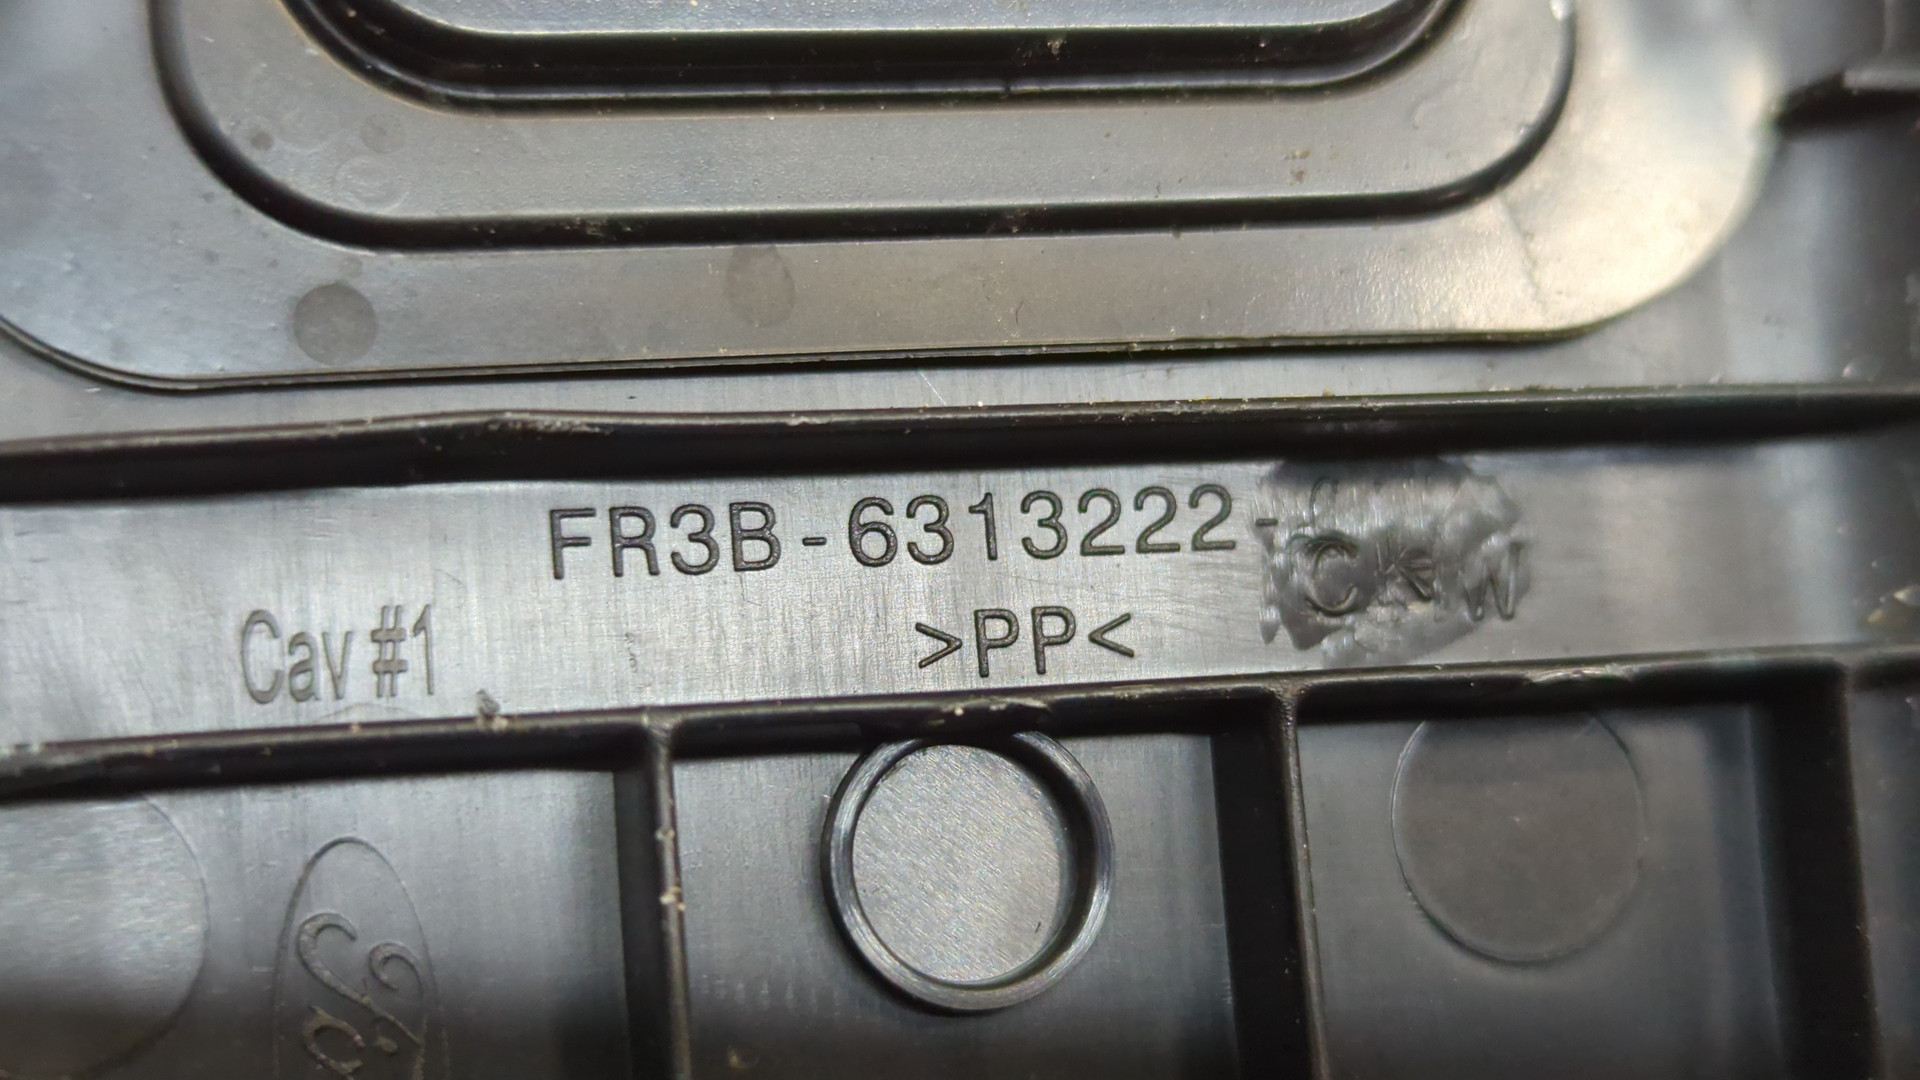 FR3B-6313222-
Cav #1
>PP<